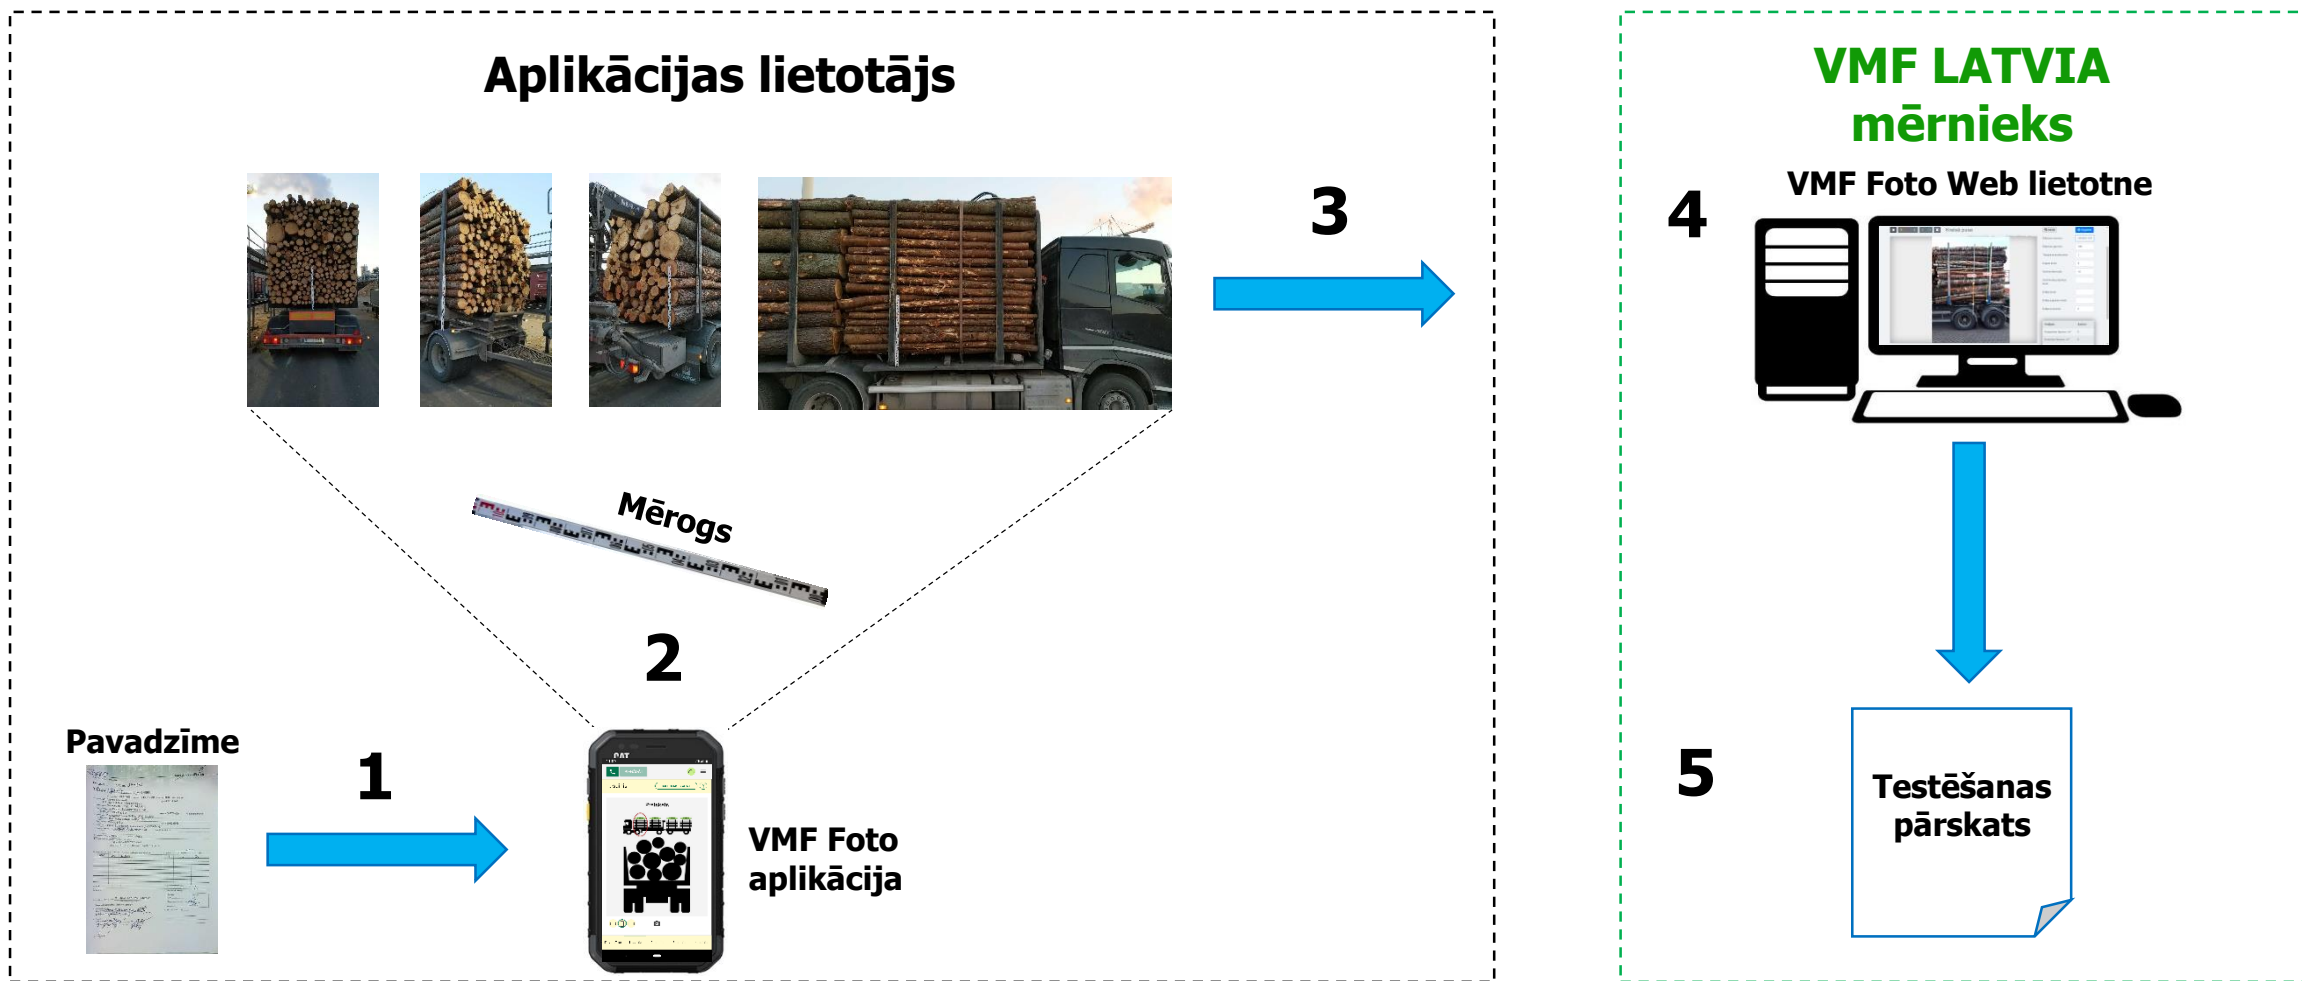 Aplikācijas lietotājs
3
Mērogs
2
Pavadzīme
1
CAT
VMF Foto
aplikācija
VMF LATVIA
mērnieks
VMF Foto Web lietotne
4
5
Testēšanas
pārskats